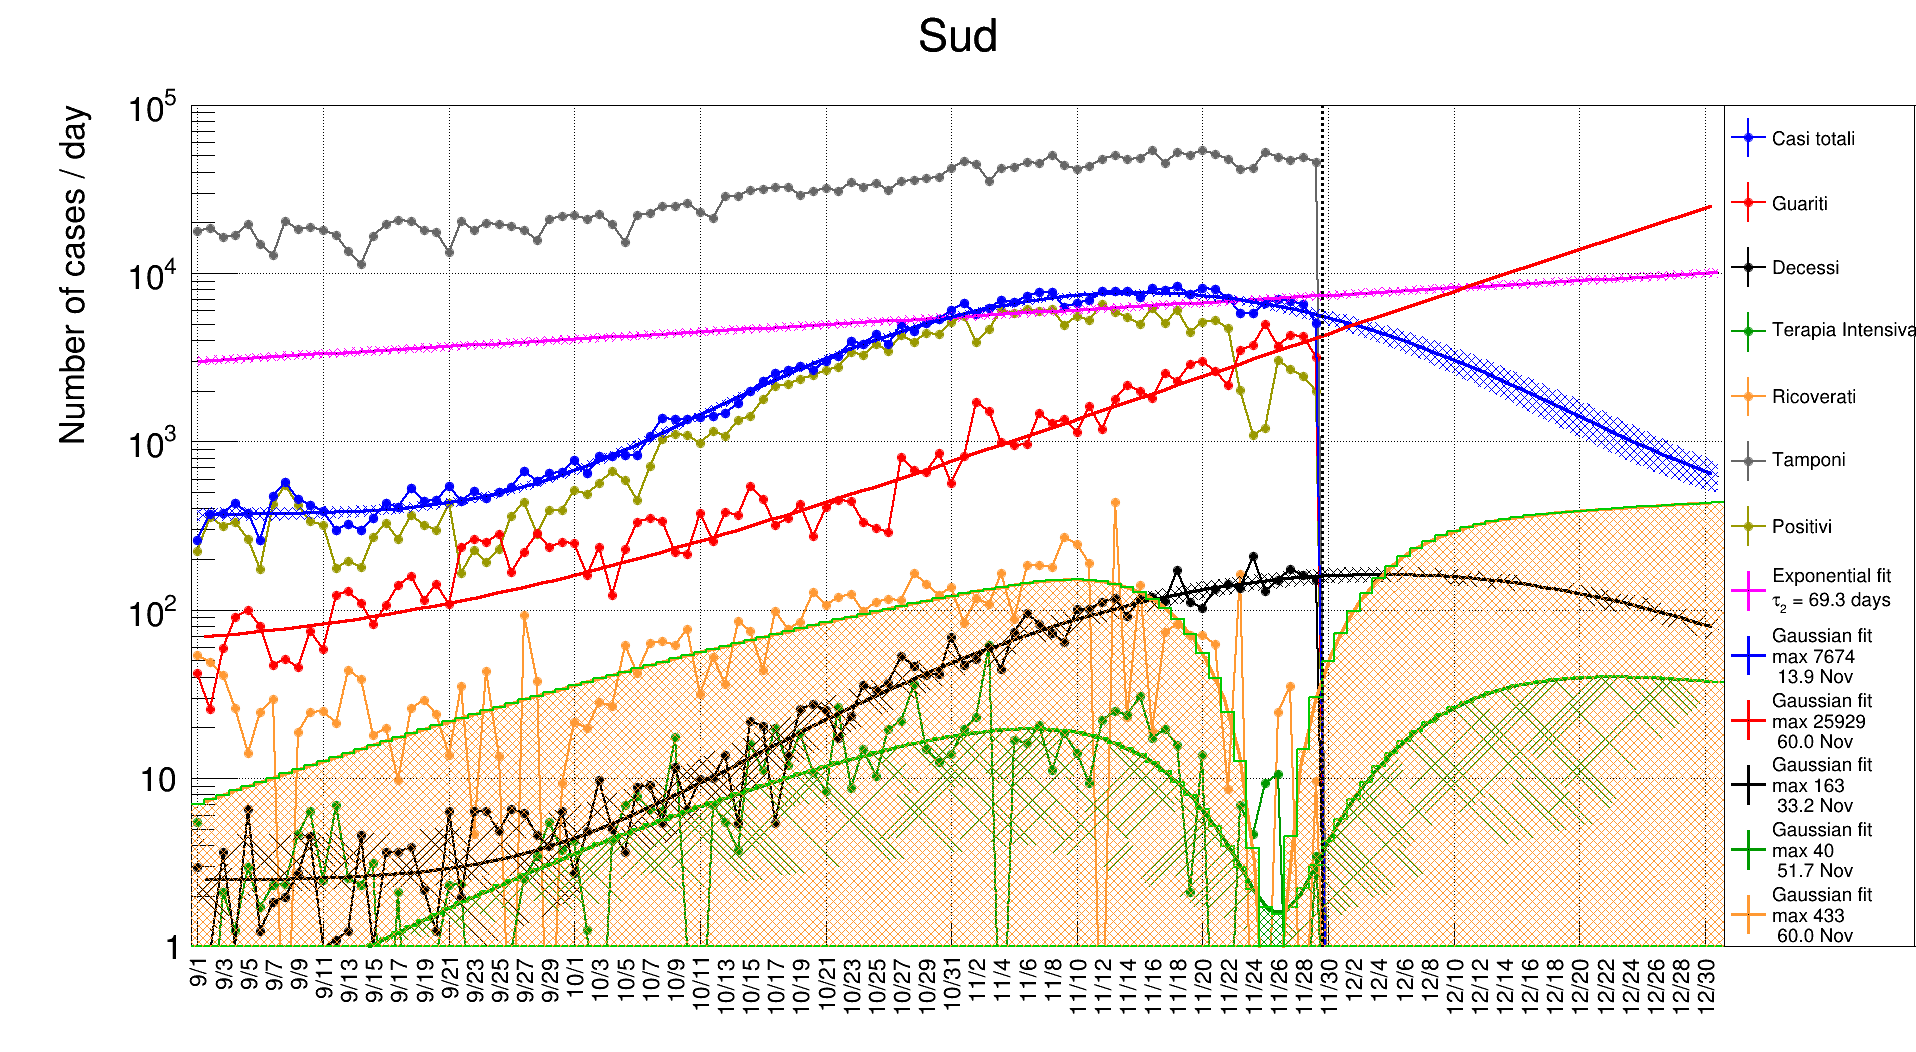 Sud
Number of cases / day
10^5
10^4
10^3
10^2
10
1
9/1
9/3
9/5
9/7
9/9
9/11
9/13
9/15
9/17
9/19
9/21
9/23
9/25
9/27
9/29
10/1
10/3
10/5
10/7
10/9
10/11
10/13
10/15
10/17
10/19
10/21
10/23
10/25
10/27
10/29
10/31
11/2
11/4
11/6
11/8
11/10
11/12
11/14
11/16
11/18
11/20
11/22
11/24
11/26
11/28
11/30
12/2
12/4
12/6
12/8
12/10
12/12
12/14
12/16
12/18
12/20
12/22
12/24
12/26
12/28
12/30
Casi totali
Guariti
Decessi
Terapia Intensiva
Ricoverati
Tamponi
Positivi
Exponential fit
τ2 = 69.3 days
Gaussian fit
max 7674
13.9 Nov
Gaussian fit
max 25929
60.0 Nov
Gaussian fit
max 163
33.2 Nov
Gaussian fit
max 40
51.7 Nov
Gaussian fit
max 433
60.0 Nov